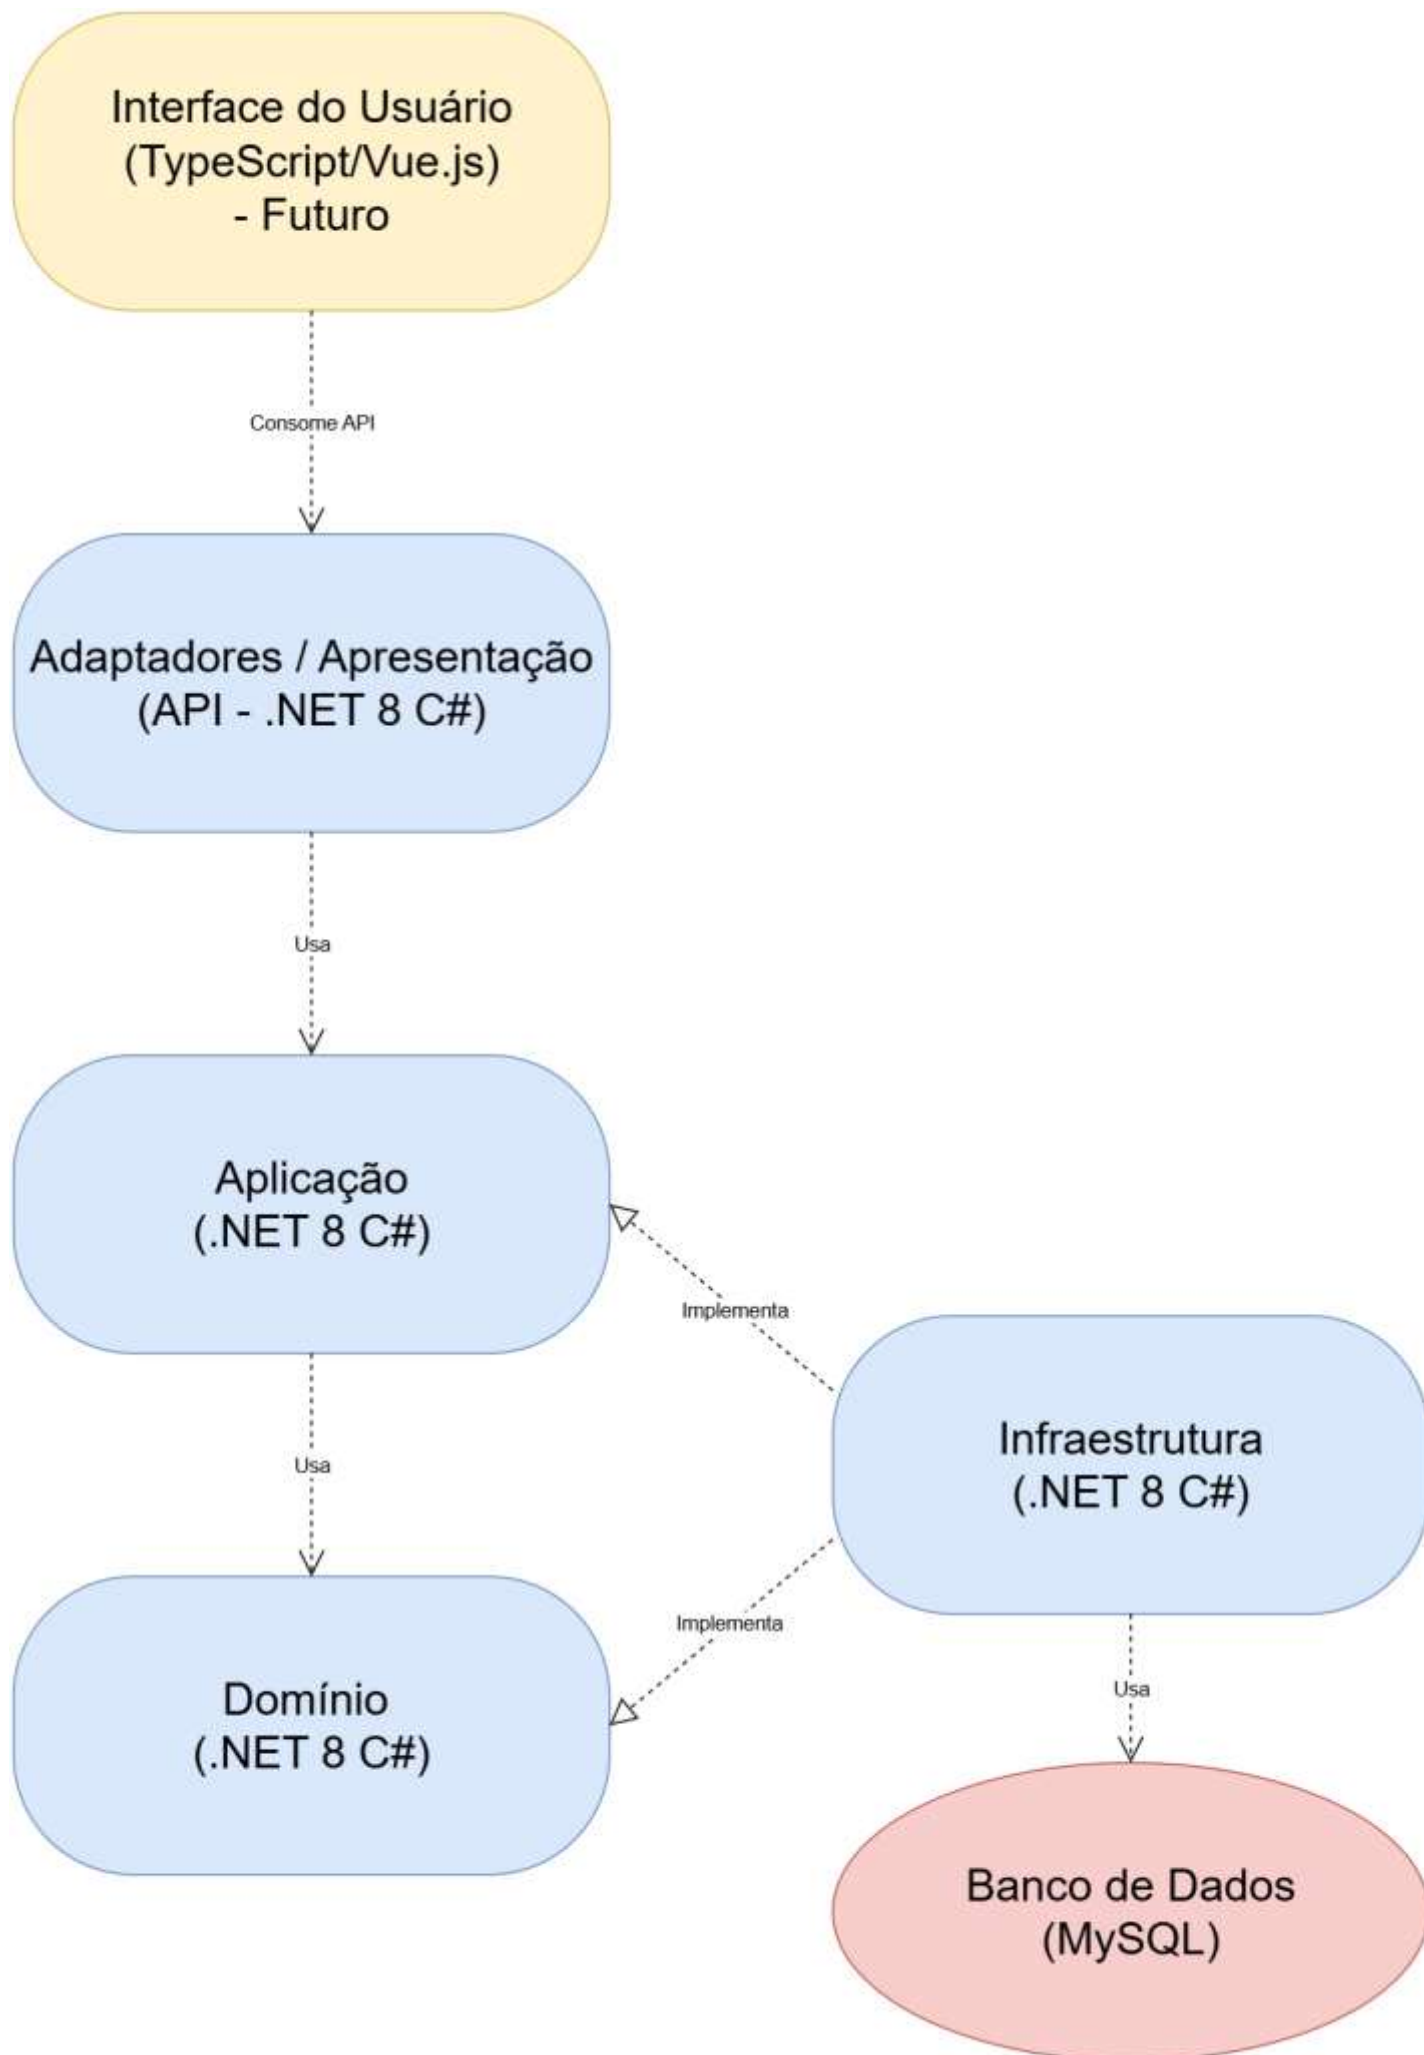 Interface do Usuário
(TypeScript/Vue.js)
- Futuro
Consome API
Adaptadores / Apresentação
(API - .NET 8 C#)
Usa
Aplicação
(.NET 8 C#)
Implementa
Infraestrutura
(.NET 8 C#)
Usa
Implementa
Usa
Domínio
(.NET 8 C#)
Banco de Dados
(MySQL)